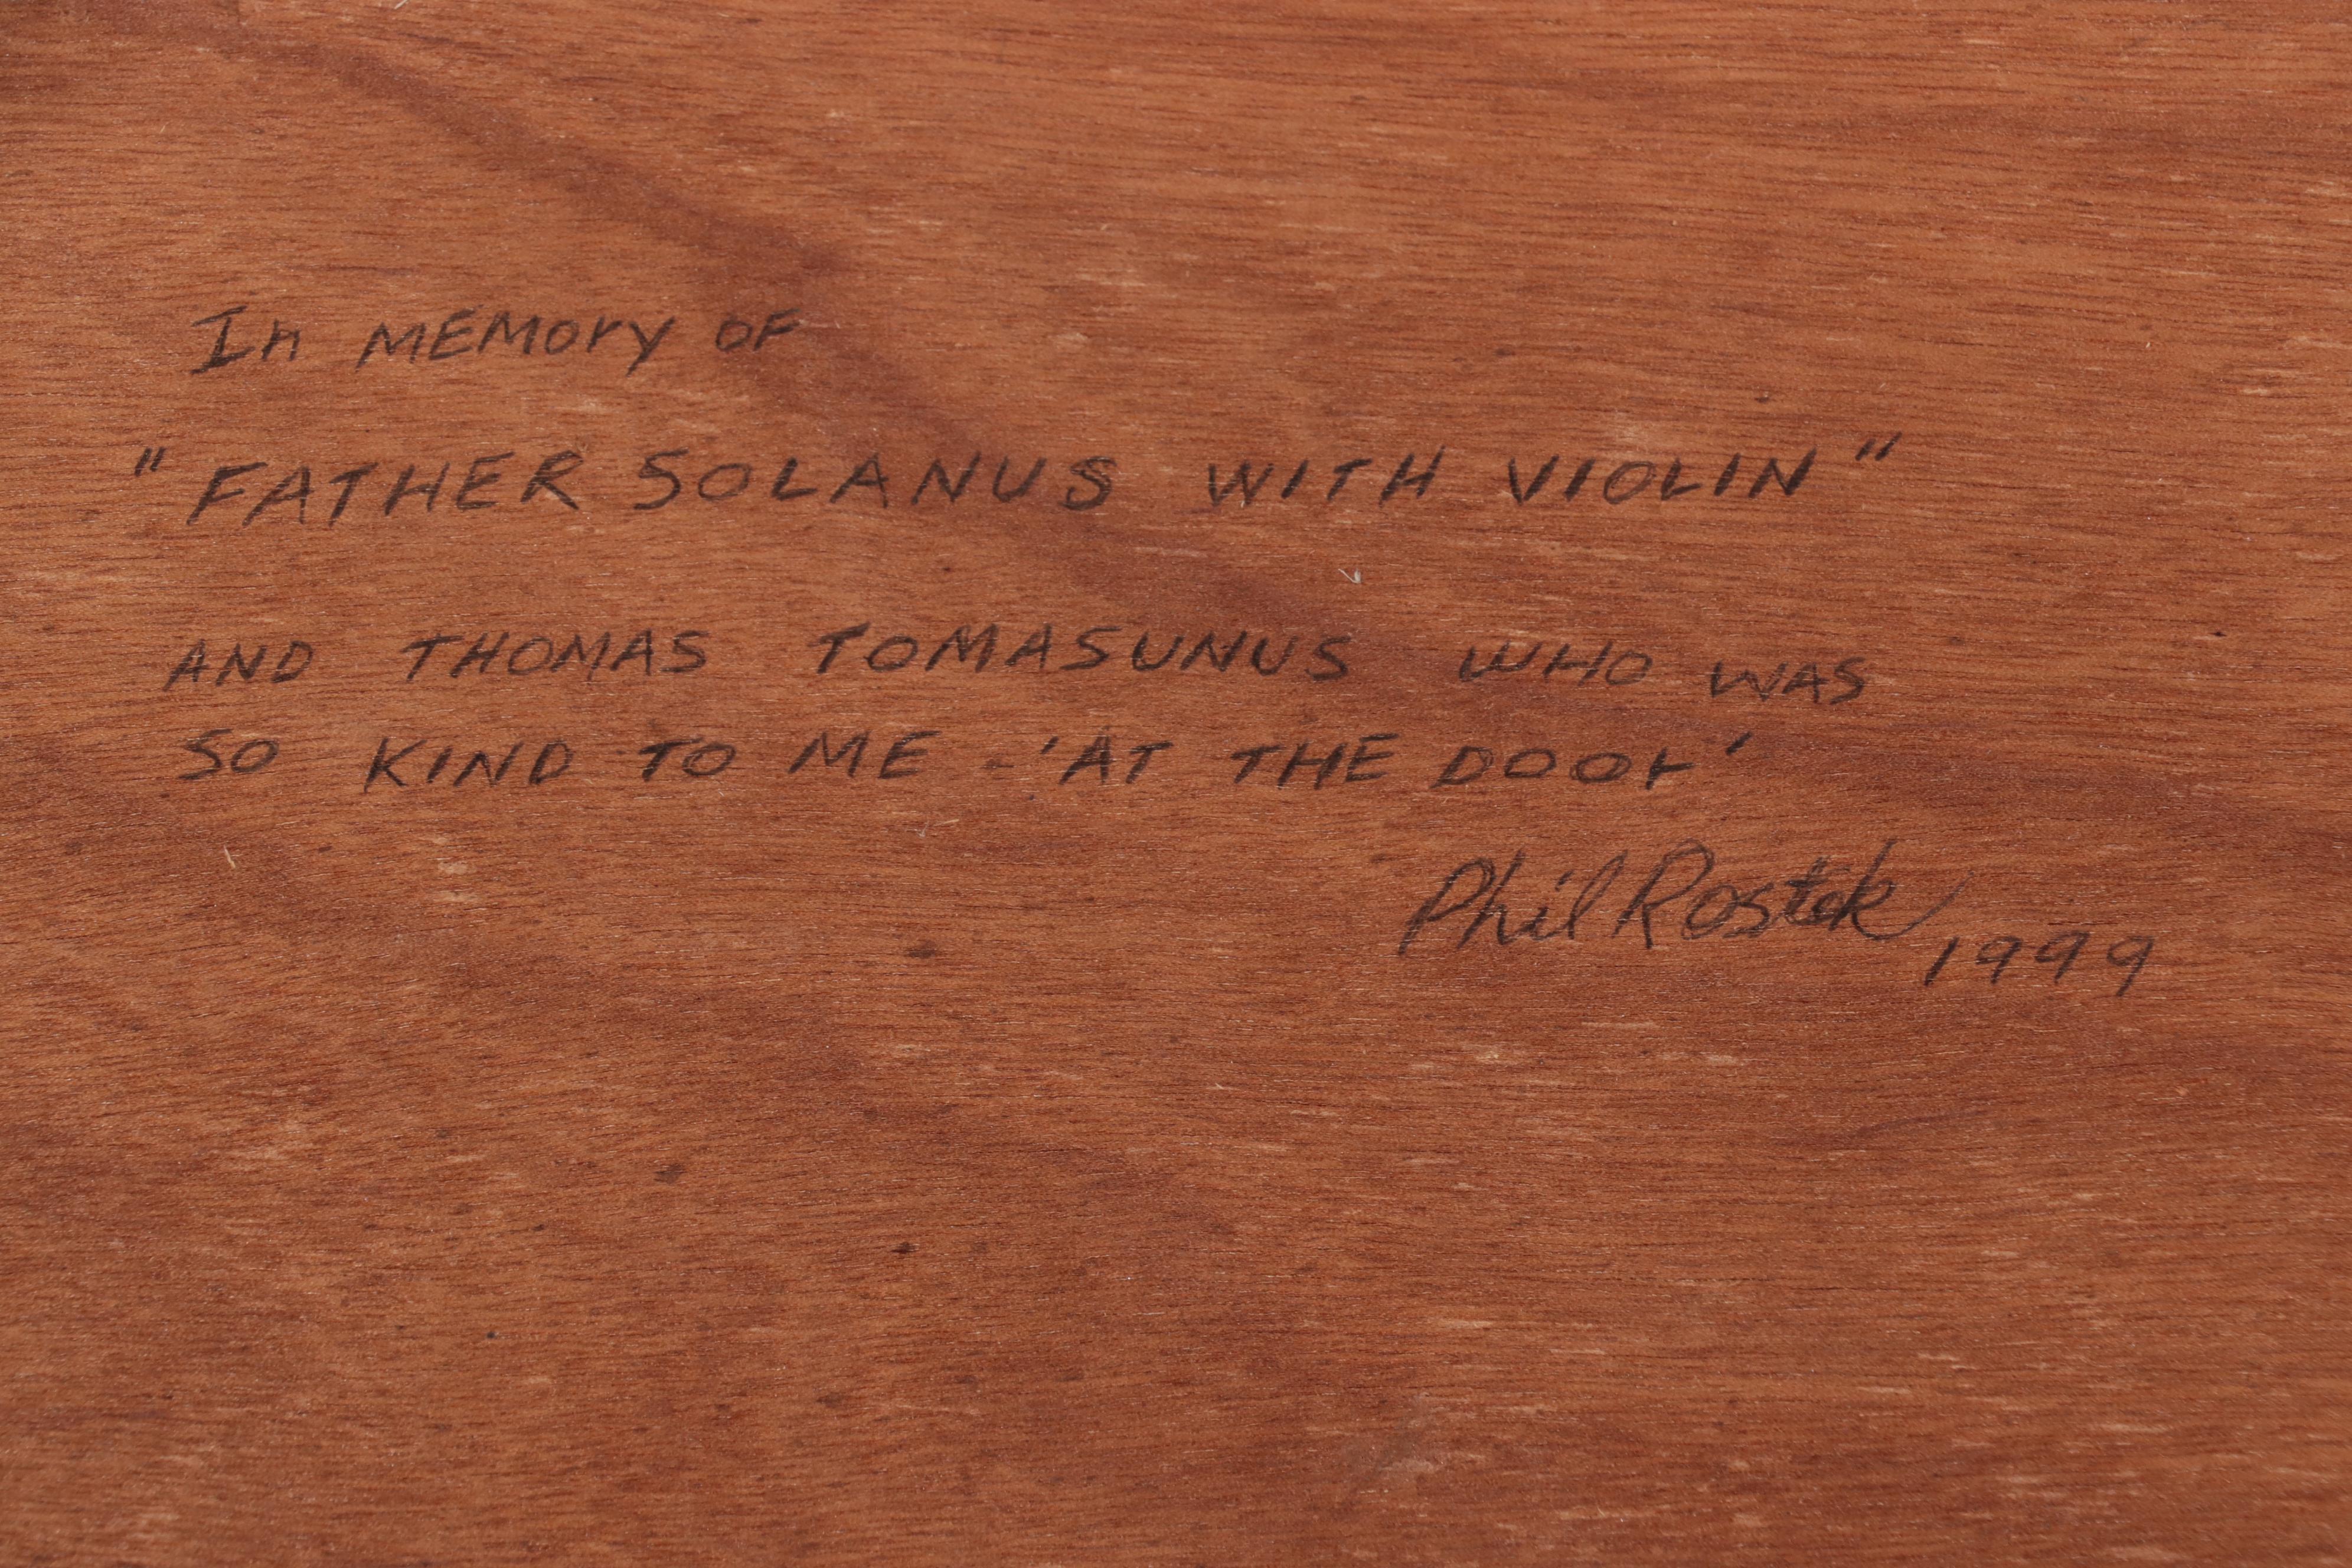 In MEMory OF
"FATHER SOLANUS WITH VIOLIN"
AND THOMAS TOMASUNUS WHO WAS
SO KIND TO ME - 'AT THE DOOr'
Phil Rostek 1999